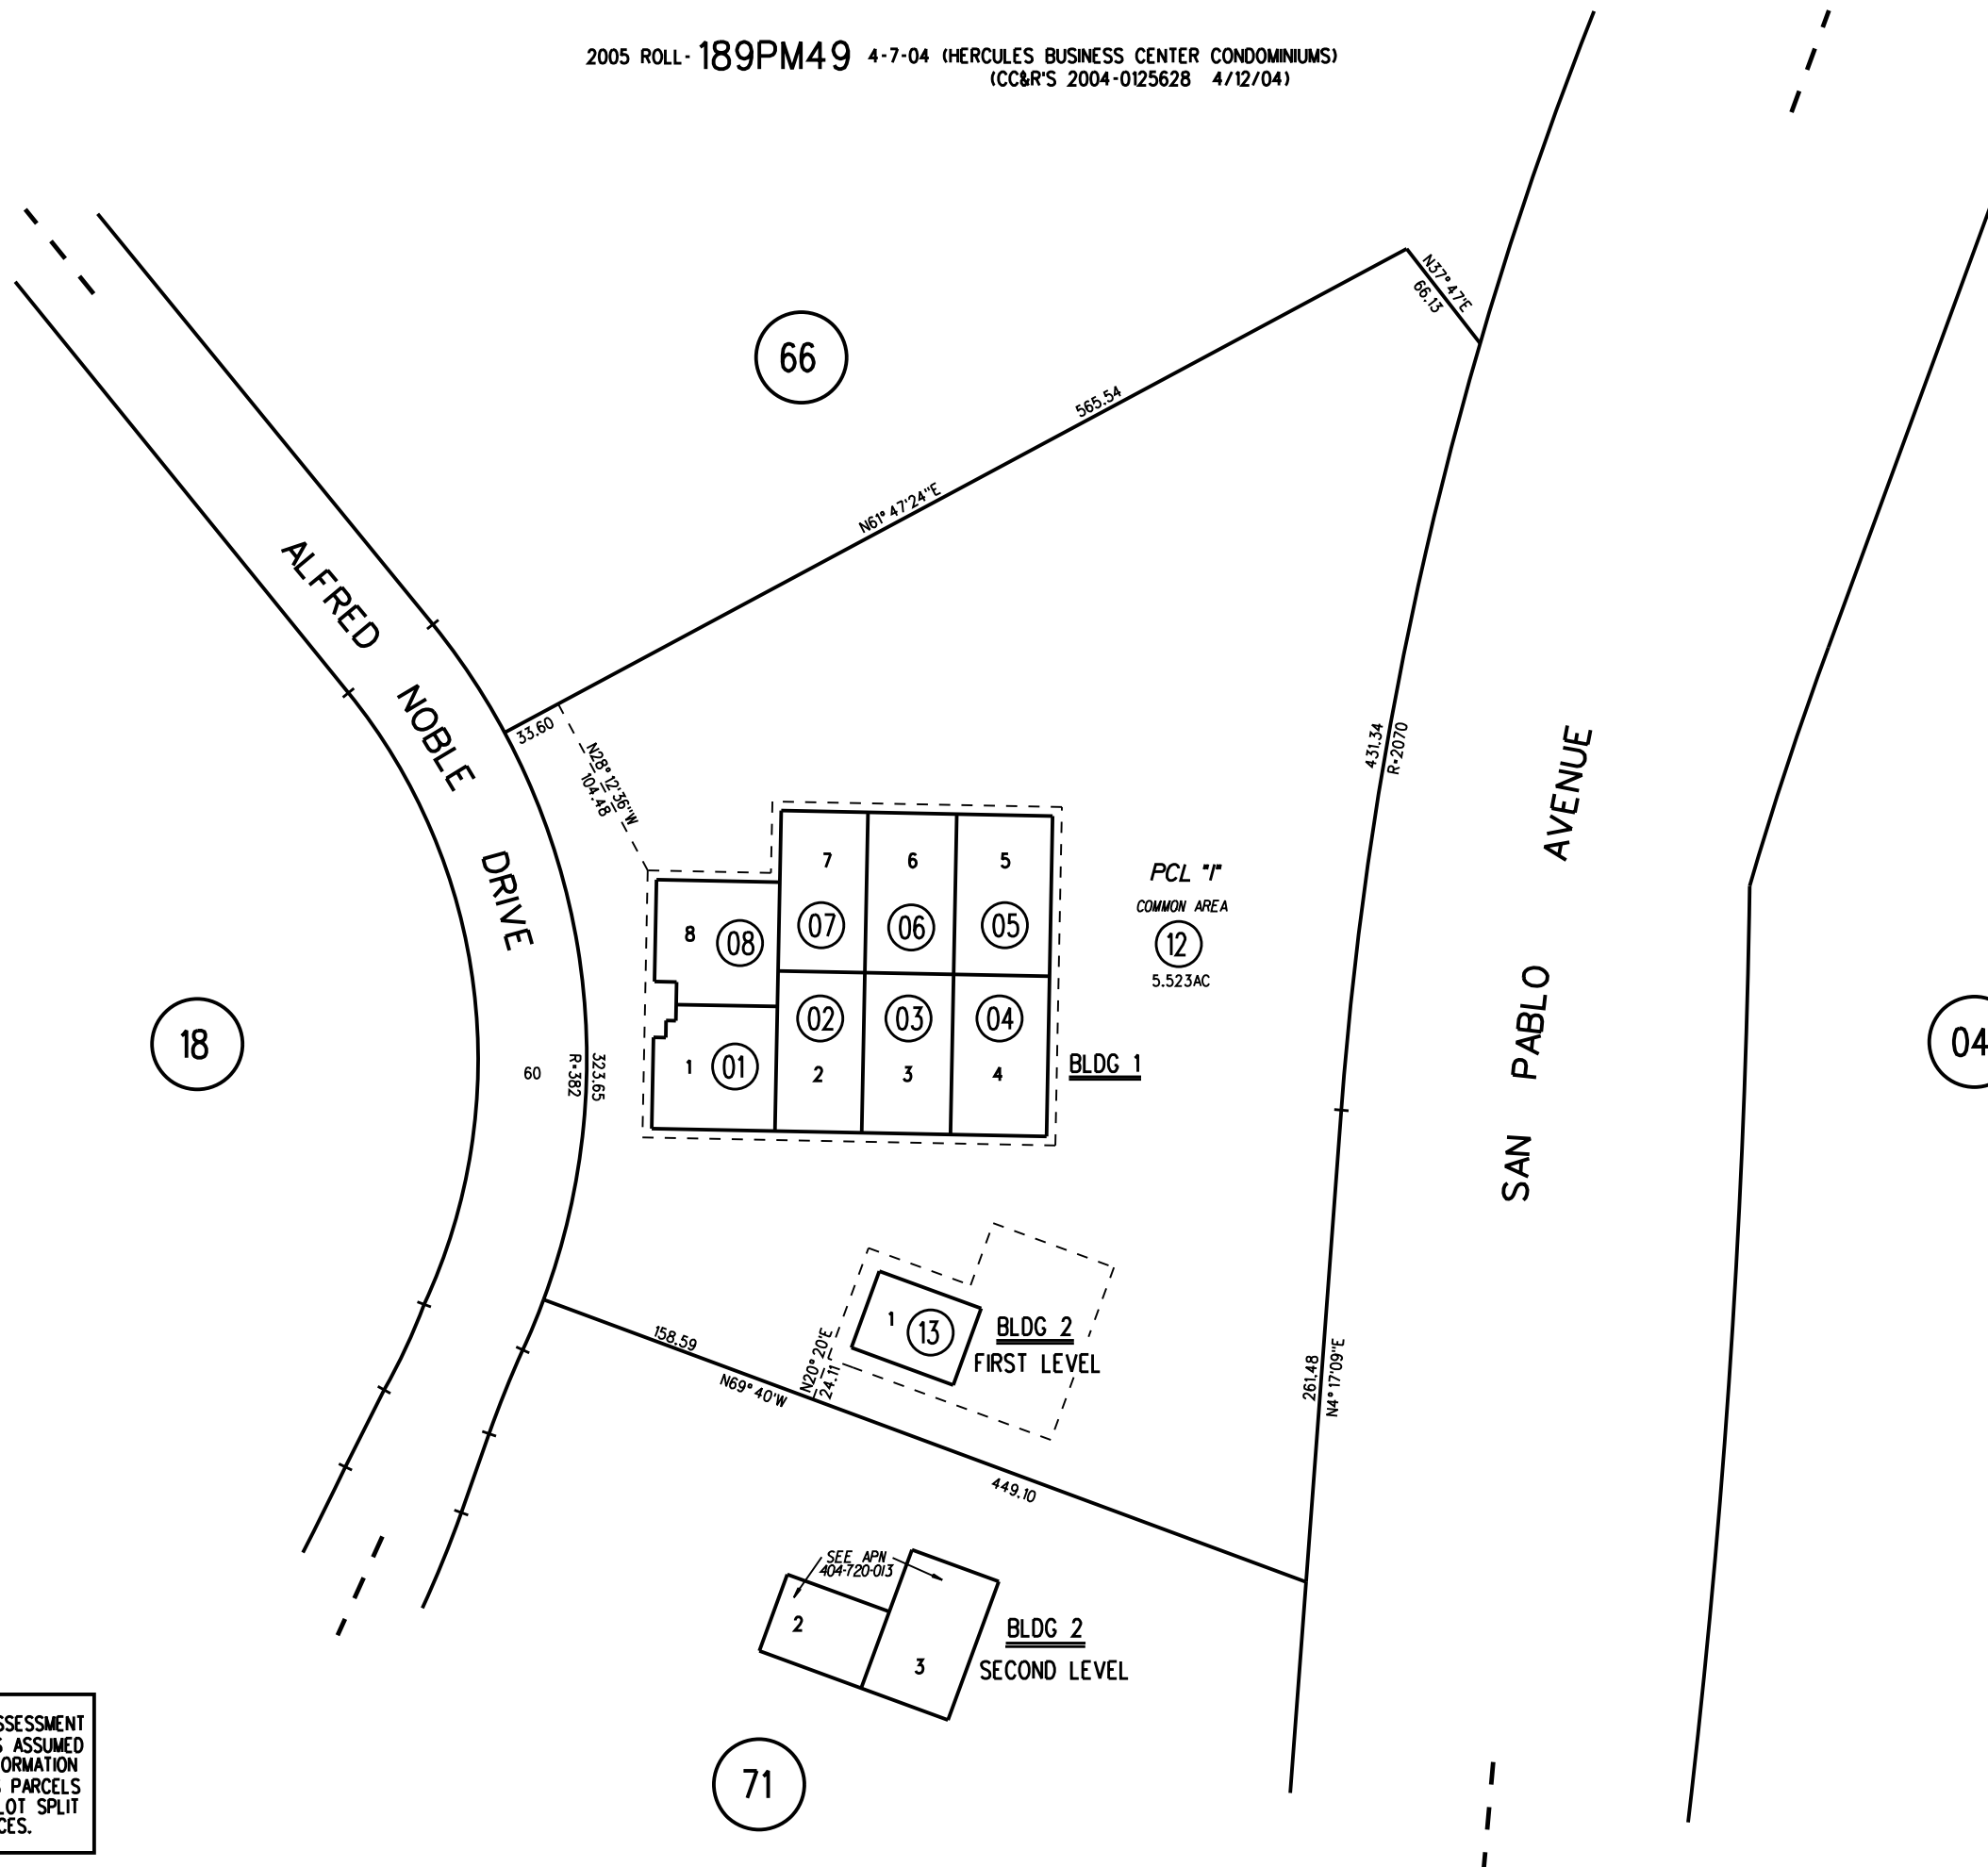 2005 ROLL- 189PM49 4-7-04 (HERCULES BUSINESS CENTER CONDOMINIUMS)
(CC&R'S 2004-0125628 4/12/04)
N37°47'E
66.13
66
565.54
N61°47'24"E
ALFRED NOBLE DRIVE
33.60
N28°12'36"W
104.48
431.34
R=2070
SAN PABLO AVENUE
7
6
5
PCL "I"
COMMON AREA
12
5.523AC
8
08
07
06
05
18
04
02
03
04
1
01
2
3
4
BLDG 1
60
R=382
323.65
1
13
BLDG 2
FIRST LEVEL
158.59
N69°40'W
N20°20'E
24.11
261.48
N4°17'09"E
449.10
SEE APN
404-720-013
2
3
BLDG 2
SECOND LEVEL
71
SSESSMENT
S ASSUMED
ORMATION
S PARCELS
LOT SPLIT
CES.